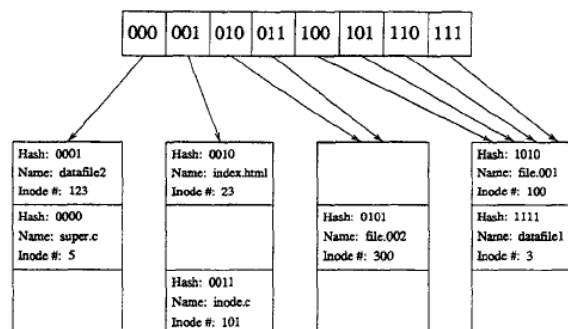 000 001 010 011 100 101 110 111
Hash: 0001
Name: datafile2
Inode #: 123
Hash: 0000
Name: super.c
Inode #: 5
Hash: 0010
Name: index.html
Inode #: 23
Hash: 0011
Name: inode.c
Inode #: 101
Hash: 0101
Name: file.002
Inode #: 300
Hash: 1010
Name: file.001
Inode #: 100
Hash: 1111
Name: datafile1
Inode #: 3